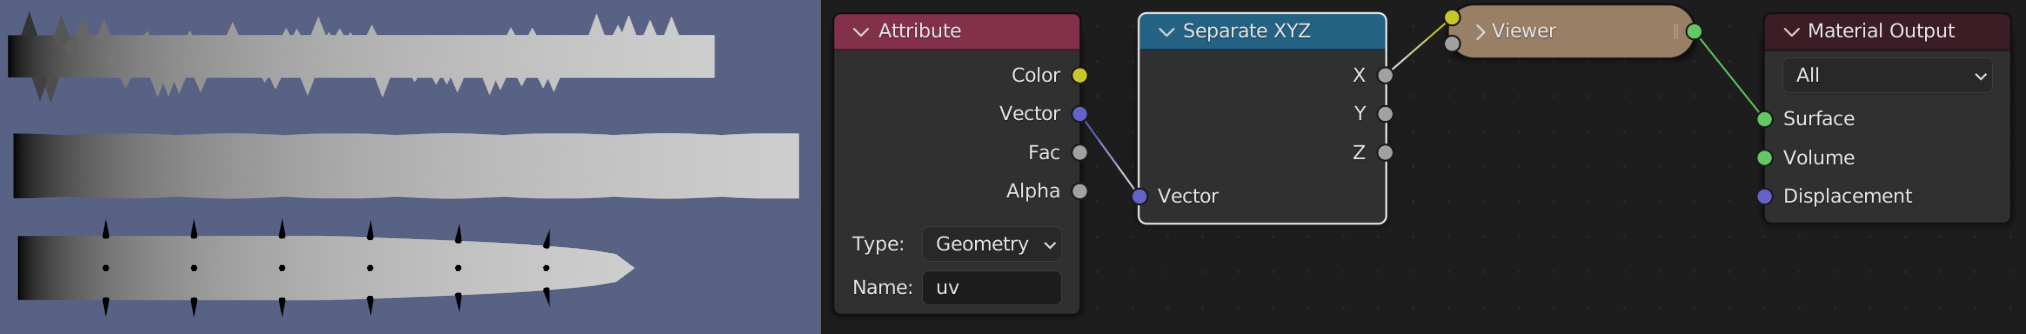 Attribute
Color
Vector
Fac
Alpha
Type: Geometry
Name: uv
Separate XYZ
X
Y
Z
Vector
Viewer
Material Output
All
Surface
Volume
Displacement